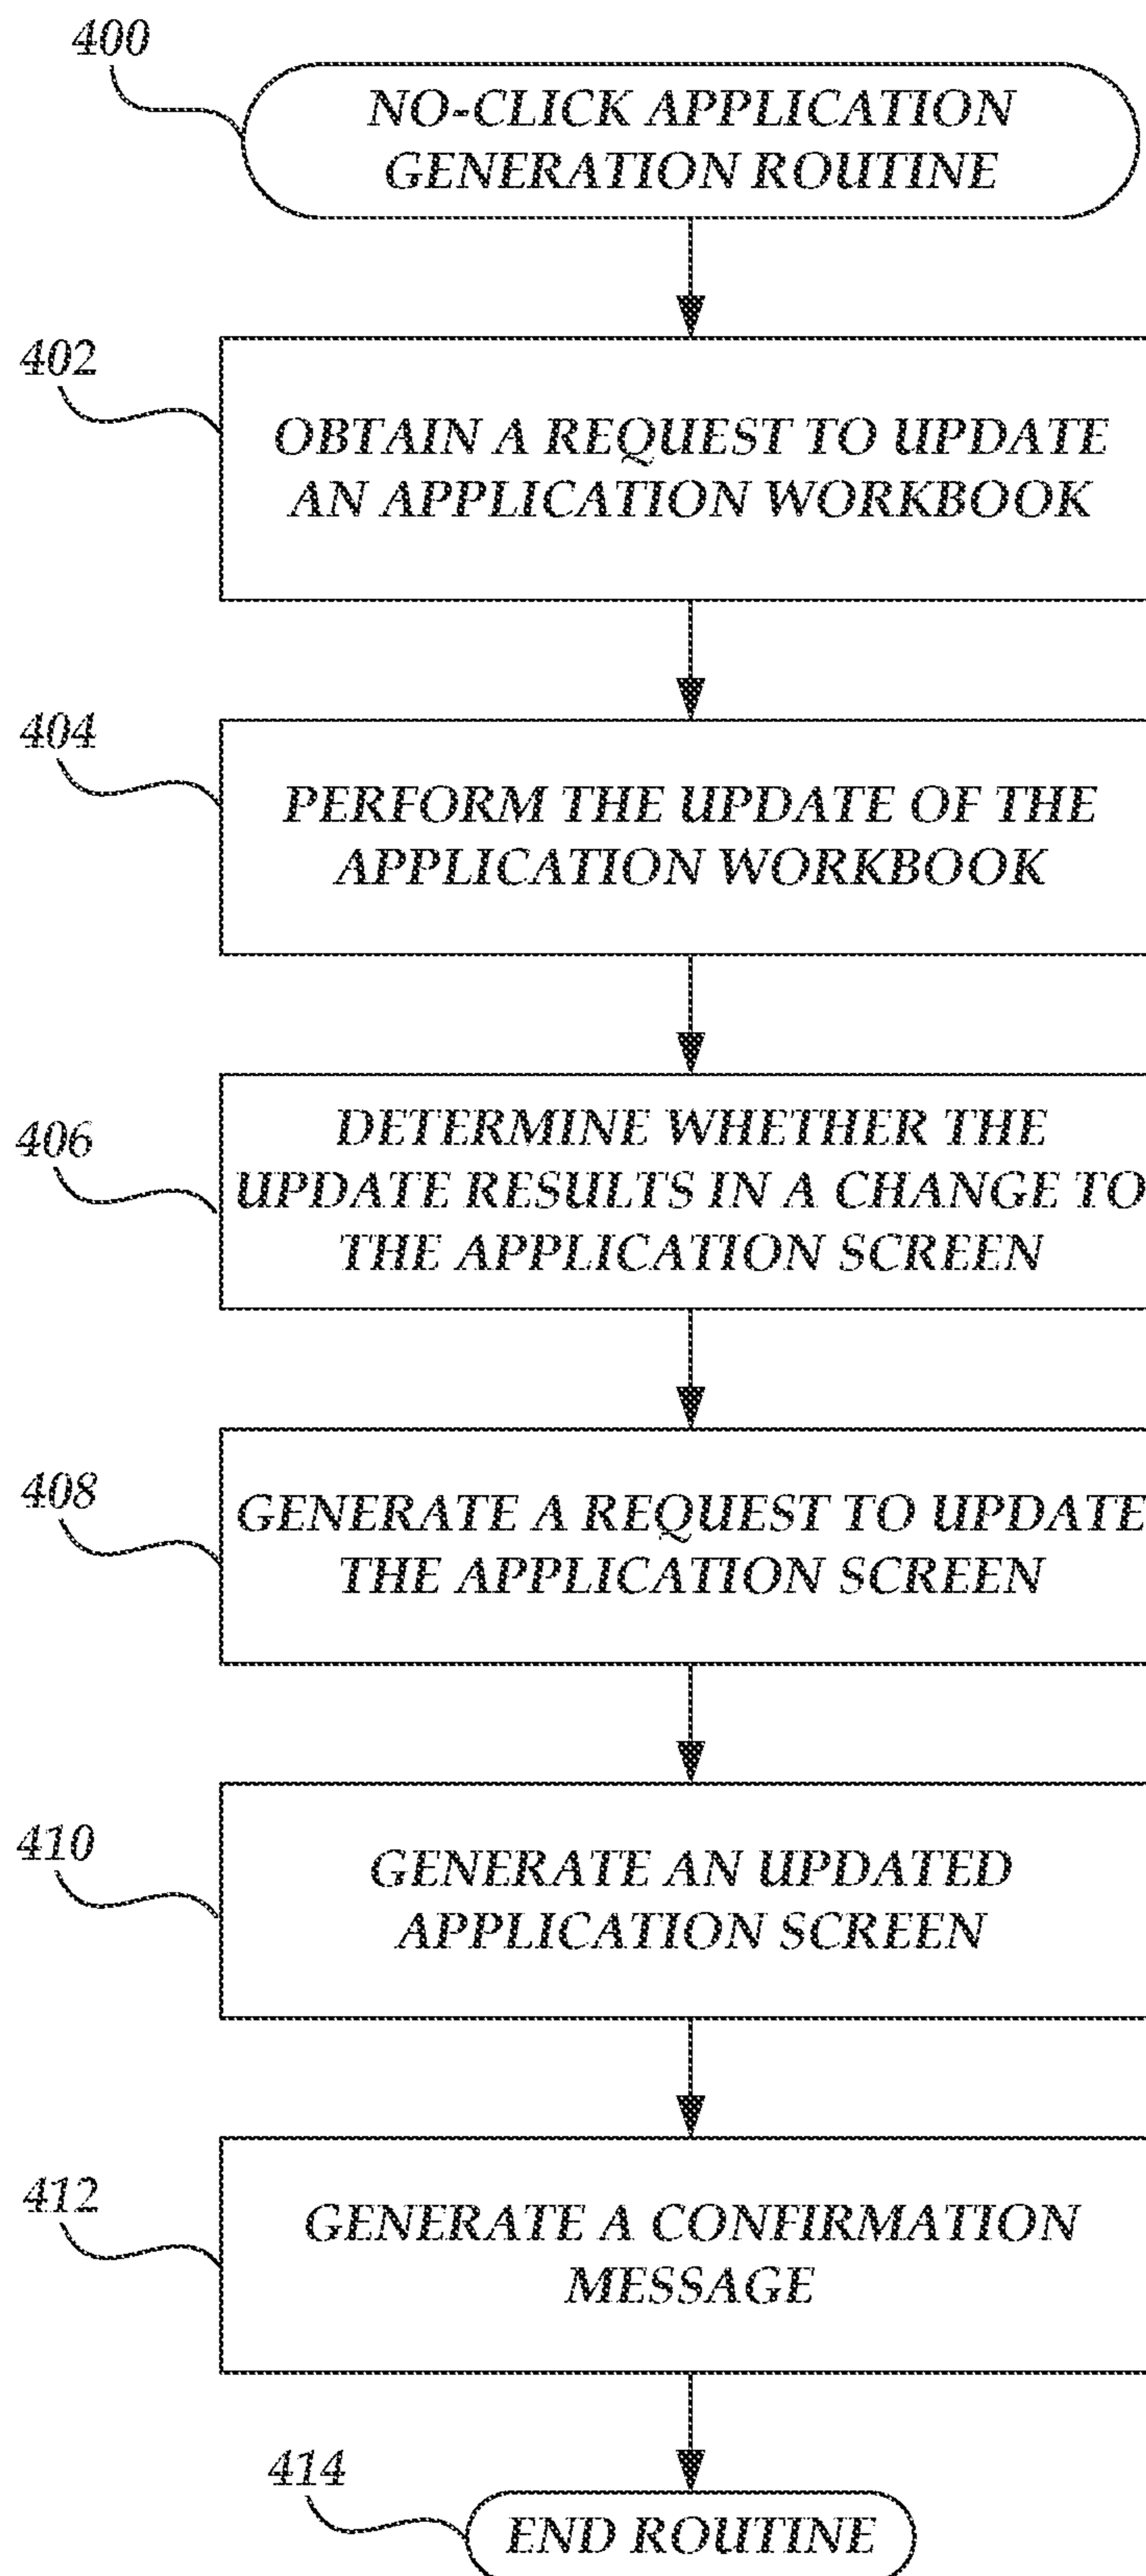 400
NO-CLICK APPLICATION
GENERATION ROUTINE
402
OBTAIN A REQUEST TO UPDATE
AN APPLICATION WORKBOOK
404
PERFORM THE UPDATE OF THE
APPLICATION WORKBOOK
406
DETERMINE WHETHER THE
UPDATE RESULTS IN A CHANGE TO
THE APPLICATION SCREEN
408
GENERATE A REQUEST TO UPDATE
THE APPLICATION SCREEN
410
GENERATE AN UPDATED
APPLICATION SCREEN
412
GENERATE A CONFIRMATION
MESSAGE
414
END ROUTINE